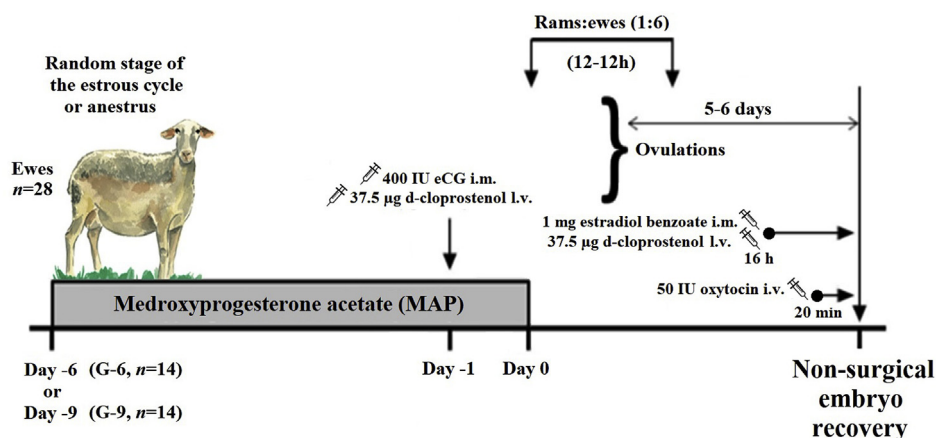 Rams:ewes (1:6)
(12-12h)
Random stage of
the estrous cycle
or anestrus
5-6 days
Ewes
n=28
Ovulations
400 IU eCG i.m.
37.5 µg d-cloprostenol l.v.
1 mg estradiol benzoate i.m.
37.5 µg d-cloprostenol l.v.
16 h
50 IU oxytocin i.v.
20 min
Medroxyprogesterone acetate (MAP)
Day -6 (G-6, n=14)
or
Day -9 (G-9, n=14)
Day -1
Day 0
Non-surgical
embryo
recovery